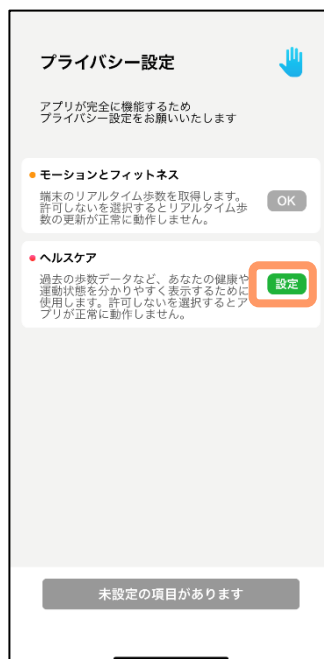 プライバシー設定
アプリが完全に機能するため
プライバシー設定をお願いいたします
モーションとフィットネス
端末のリアルタイム歩数を取得します。
許可しないを選択するとリアルタイム歩
数の更新が正常に動作しません。
OK
ヘルスケア
過去の歩数データなど、あなたの健康や
運動状態を分かりやすく表示するために
使用します。許可しないを選択するとア
プリが正常に動作しません。
設定
未設定の項目があります